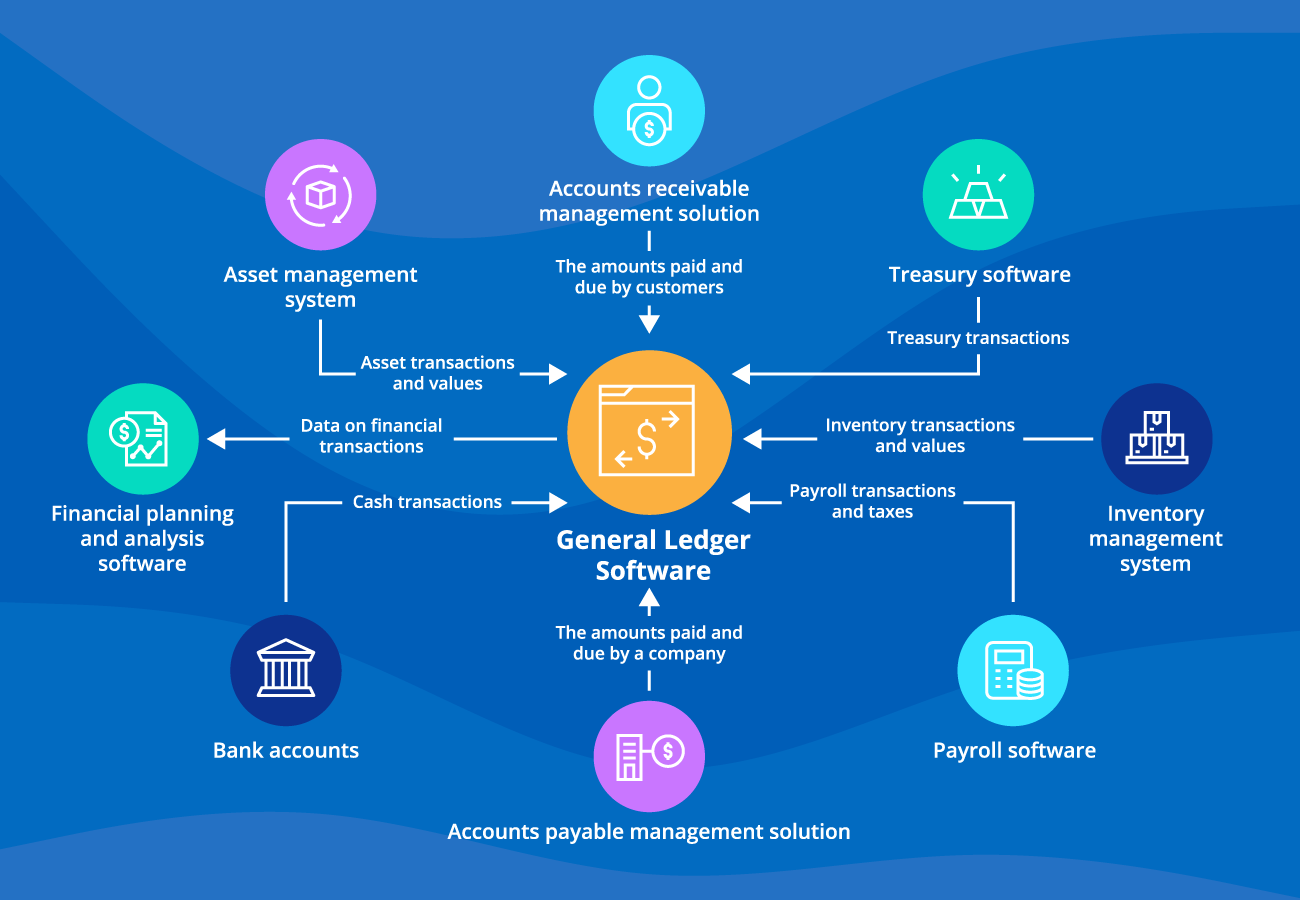 Accounts receivable
management solution
The amounts paid and
due by customers
Asset management
system
Asset transactions
and values
Treasury software
Treasury transactions
Financial planning
and analysis
software
Data on financial
transactions
Inventory transactions
and values
Inventory
management
system
Cash transactions
Bank accounts
Payroll transactions
and taxes
Payroll software
General Ledger
Software
The amounts paid and
due by a company
Accounts payable management solution
$
$
$
$